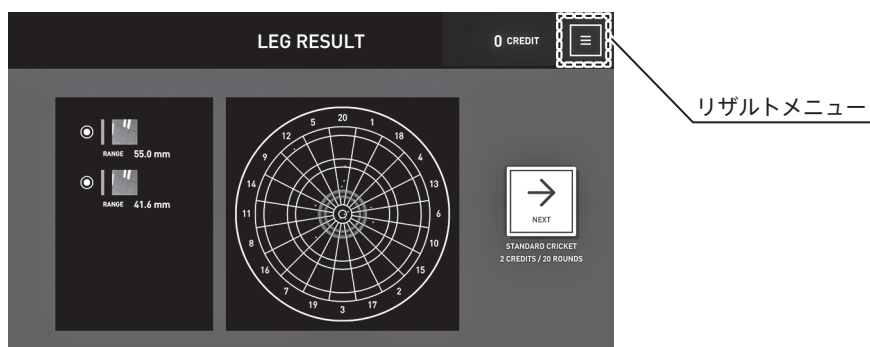 LEG RESULT
0 CREDIT
リザルトメニュー
RANGE 55.0 mm
RANGE 41.6 mm
20
1
18
4
13
6
10
15
2
17
3
19
7
16
8
11
14
9
12
5
NEXT
STANDARD CRICKET
2 CREDITS / 20 ROUNDS